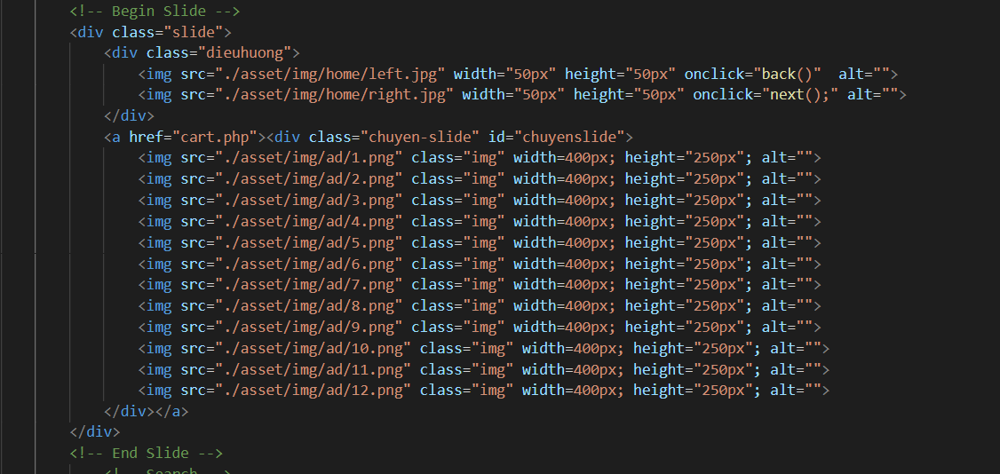 <!-- Begin Slide -->
<div class="slide">
<div class="dieuhuong">
<img src="./asset/img/home/left.jpg" width="50px" height="50px" onclick="back()"  alt="">
<img src="./asset/img/home/right.jpg" width="50px" height="50px" onclick="next();" alt="">
</div>
<a href="cart.php"><div class="chuyen-slide" id="chuyenslide">
<img src="./asset/img/ad/1.png" class="img" width=400px; height="250px"; alt="">
<img src="./asset/img/ad/2.png" class="img" width=400px; height="250px"; alt="">
<img src="./asset/img/ad/3.png" class="img" width=400px; height="250px"; alt="">
<img src="./asset/img/ad/4.png" class="img" width=400px; height="250px"; alt="">
<img src="./asset/img/ad/5.png" class="img" width=400px; height="250px"; alt="">
<img src="./asset/img/ad/6.png" class="img" width=400px; height="250px"; alt="">
<img src="./asset/img/ad/7.png" class="img" width=400px; height="250px"; alt="">
<img src="./asset/img/ad/8.png" class="img" width=400px; height="250px"; alt="">
<img src="./asset/img/ad/9.png" class="img" width=400px; height="250px"; alt="">
<img src="./asset/img/ad/10.png" class="img" width=400px; height="250px"; alt="">
<img src="./asset/img/ad/11.png" class="img" width=400px; height="250px"; alt="">
<img src="./asset/img/ad/12.png" class="img" width=400px; height="250px"; alt="">
</div></a>
</div>
<!-- End Slide -->